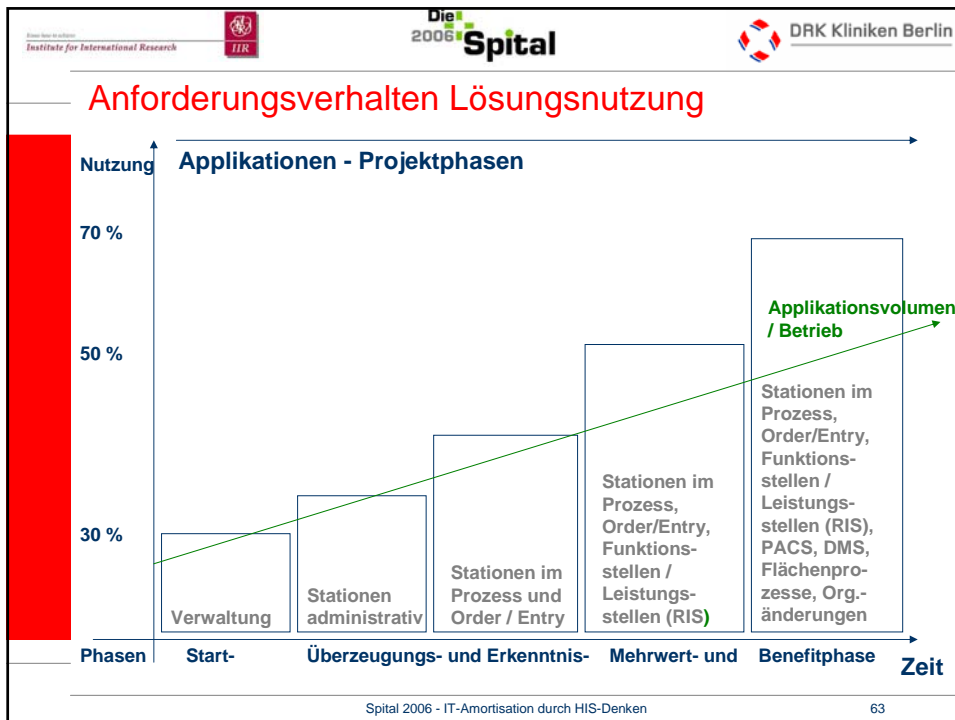 Institute for International Research
IIR
Die
2006 Spital
DRK Kliniken Berlin
Anforderungsverhalten Lösungsnutzung
Nutzung
Applikationen - Projektphasen
70 %
50 %
30 %
Applikationsvolumen
/ Betrieb
Verwaltung
Stationen
administrativ
Stationen im
Prozess und
Order / Entry
Stationen im
Prozess,
Order/Entry,
Funktions-
stellen /
Leistungs-
stellen (RIS)
Stationen im
Prozess,
Order/Entry,
Funktions-
stellen /
Leistungs-
stellen (RIS),
PACS, DMS,
Flächenpro-
zesse, Org.-
änderungen
Phasen
Start-
Überzeugungs- und Erkenntnis-
Mehrwert- und
Benefitphase
Zeit
Spital 2006 - IT-Amortisation durch HIS-Denken
63